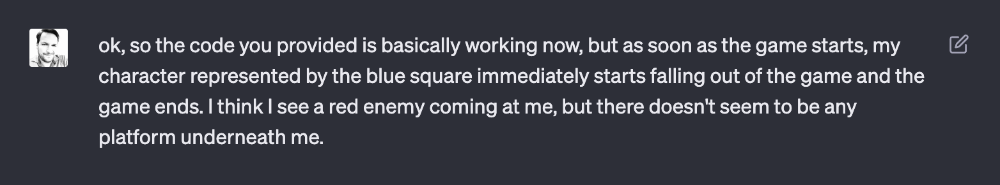 ok, so the code you provided is basically working now, but as soon as the game starts, my
character represented by the blue square immediately starts falling out of the game and the
game ends. I think I see a red enemy coming at me, but there doesn't seem to be any
platform underneath me.